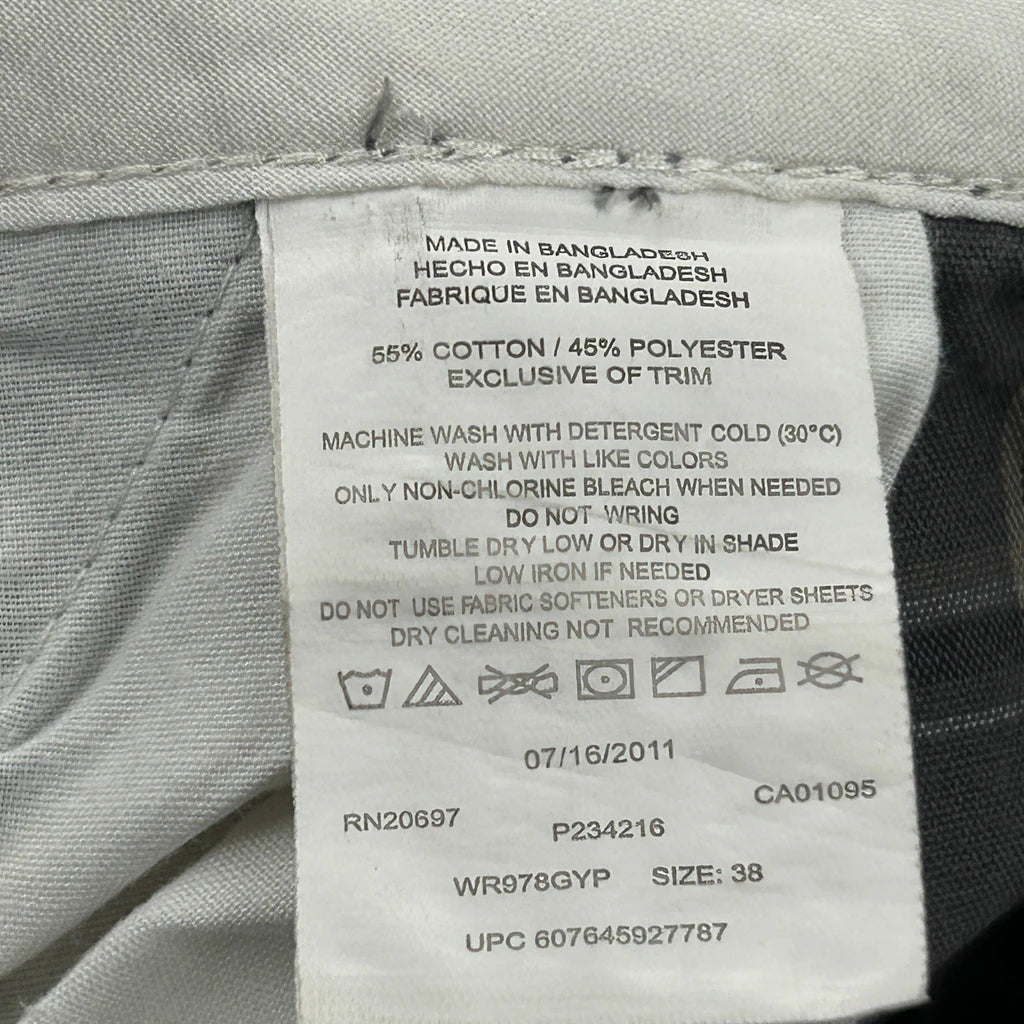 MADE IN BANGLADESH
HECHO EN BANGLADESH
FABRIQUE EN BANGLADESH
55% COTTON / 45% POLYESTER
EXCLUSIVE OF TRIM
MACHINE WASH WITH DETERGENT COLD (30°C)
WASH WITH LIKE COLORS
ONLY NON-CHLORINE BLEACH WHEN NEEDED
DO NOT WRING
TUMBLE DRY LOW OR DRY IN SHADE
LOW IRON IF NEEDED
DO NOT USE FABRIC SOFTENERS OR DRYER SHEETS
DRY CLEANING NOT RECOMMENDED
07/16/2011
RN20697 CA01095
P234216
WR978GYP SIZE: 38
UPC 607645927787